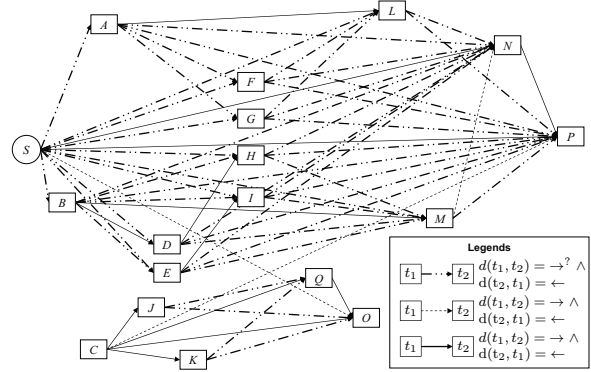 L
A
N
F
G
P
S
H
I
B
M
D
E
Legends
t₁ t₂ d(t₁, t₂) = →? ∧
d(t₂, t₁) = ←
t₁ t₂ d(t₁, t₂) = → ∧
d(t₂, t₁) = ←
t₁ t₂ d(t₁, t₂) = → ∧
d(t₂, t₁) = ←
Q
J
O
C
K